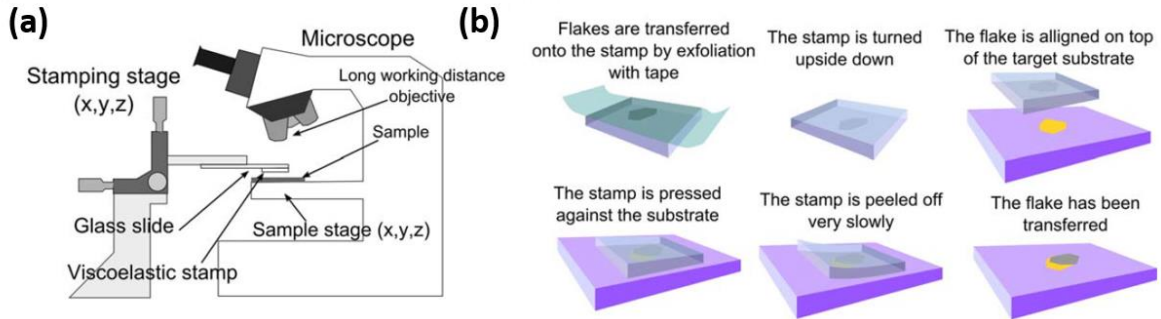 (a)
Microscope
Stamping stage
(x,y,z)
Long working distance
objective
Sample
Glass slide
Sample stage (x,y,z)
Viscoelastic stamp
(b)
Flakes are transferred
onto the stamp by exfoliation
with tape
The stamp is turned
upside down
The flake is alligned on top
of the target substrate
The stamp is pressed
against the substrate
The stamp is peeled off
very slowly
The flake has been
transferred